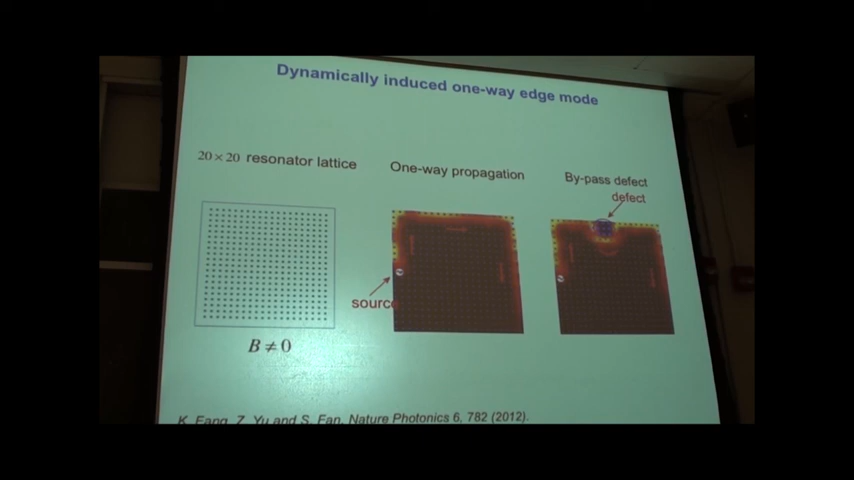 Dynamically induced one-way edge mode
20×20 resonator lattice
One-way propagation
By-pass defect
defect
source
B ≠ 0
K. Fang, Z. Yu and S. Fan, Nature Photonics 6, 782 (2012).